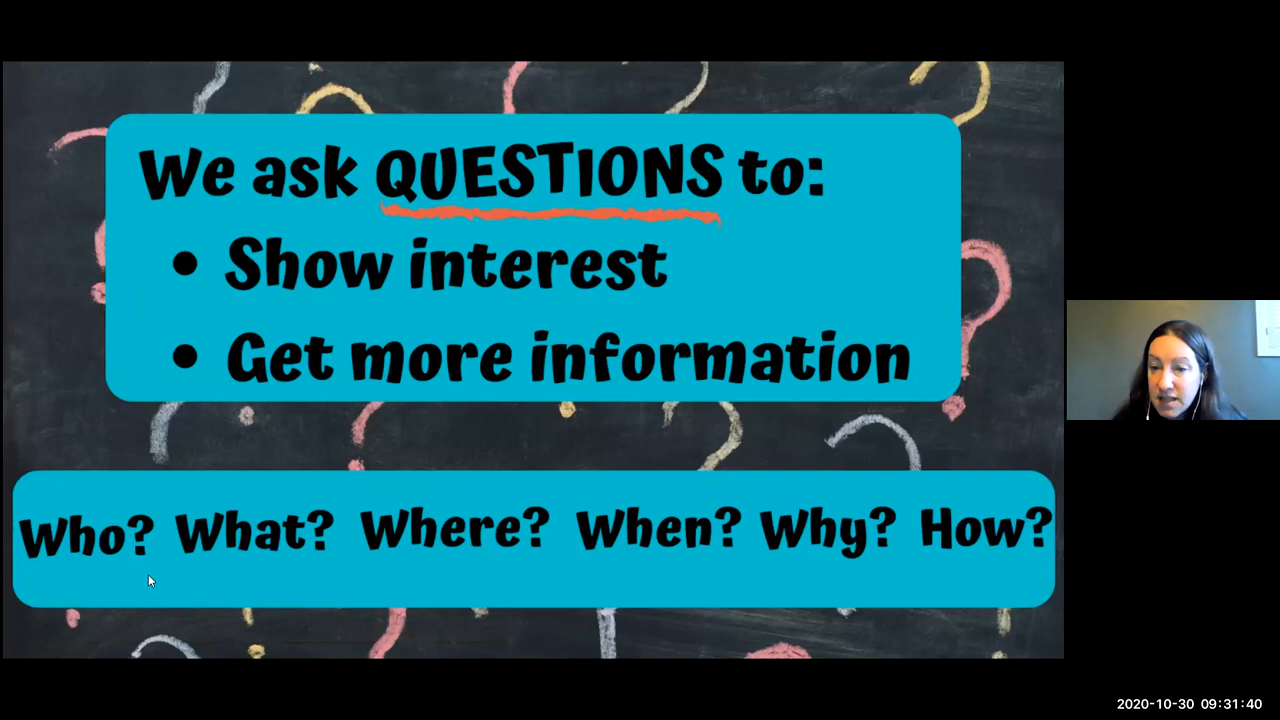 We ask QUESTIONS to:
• Show interest
• Get more information
Who? What? Where? When? Why? How?
2020-10-30 09:31:40